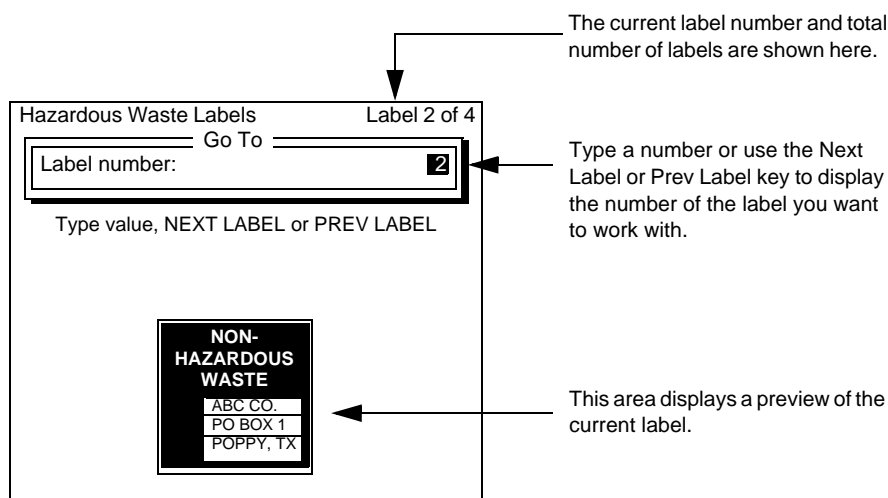 The current label number and total
number of labels are shown here.
Hazardous Waste Labels Label 2 of 4
Go To
Label number: 2
Type value, NEXT LABEL or PREV LABEL
Type a number or use the Next
Label or Prev Label key to display
the number of the label you want
to work with.
NON-
HAZARDOUS
WASTE
ABC CO.
PO BOX 1
POPPY, TX
This area displays a preview of the
current label.